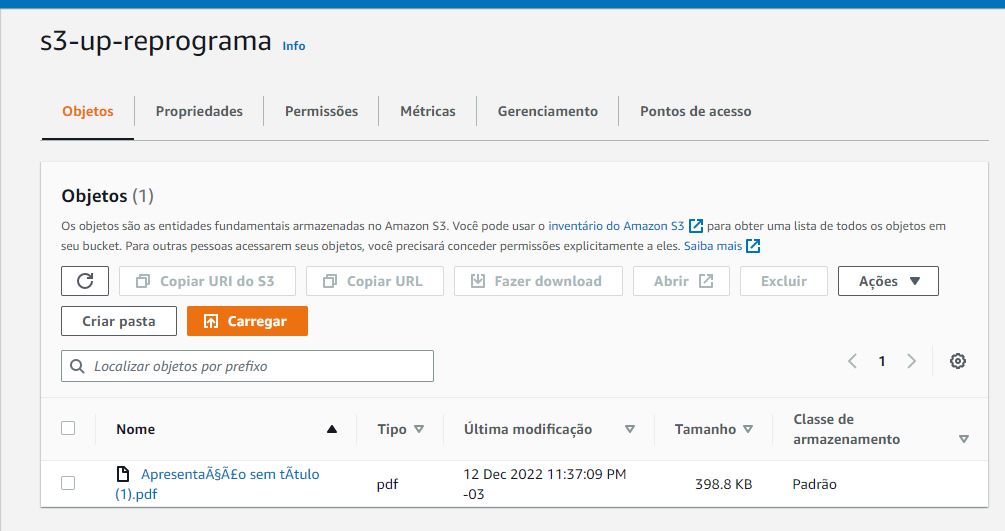 s3-up-reprograma Info
Objetos Propriedades Permissões Métricas Gerenciamento Pontos de acesso
Objetos (1)
Os objetos são as entidades fundamentais armazenadas no Amazon S3. Você pode usar o inventário do Amazon S3 para obter uma lista de todos os objetos em
seu bucket. Para outras pessoas acessarem seus objetos, você precisará conceder permissões explicitamente a eles. Saiba mais
Copiar URI do S3 Copiar URL Fazer download Abrir Excluir Ações
Criar pasta Carregar
Localizar objetos por prefixo 1
Nome Tipo Última modificação Tamanho Classe de
armazenamento
ApresentaÃ§Ã£o sem tÃ­tulo
(1).pdf pdf 12 Dec 2022 11:37:09 PM
-03 398.8 KB Padrão